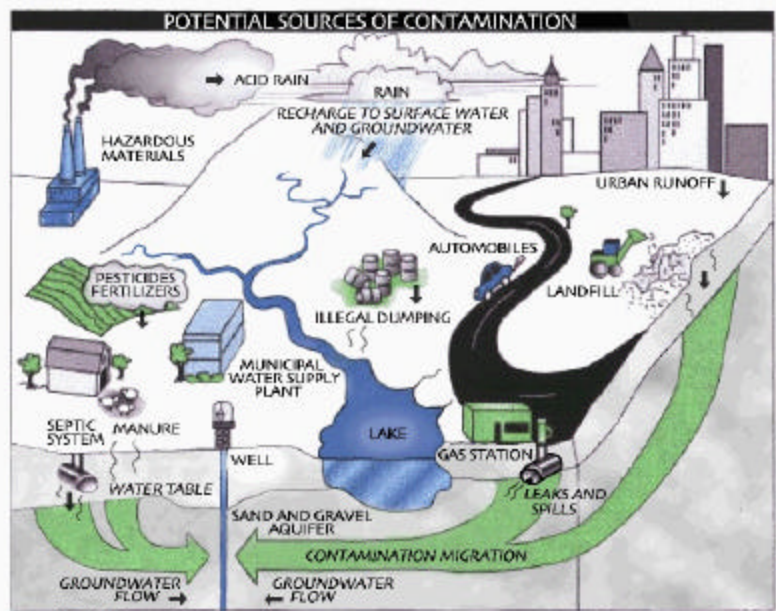 POTENTIAL SOURCES OF CONTAMINATION
ACID RAIN
RAIN
RECHARGE TO SURFACE WATER
AND GROUNDWATER
HAZARDOUS
MATERIALS
URBAN RUNOFF
AUTOMOBILES
PESTICIDES
FERTILIZERS
LANDFILL
ILLEGAL DUMPING
MUNICIPAL
WATER SUPPLY
PLANT
SEPTIC
SYSTEM
MANURE
LAKE
WELL
GAS STATION
WATER TABLE
LEAKS AND
SPILLS
SAND AND GRAVEL
AQUIFER
CONTAMINATION MIGRATION
GROUNDWATER
FLOW
GROUNDWATER
FLOW